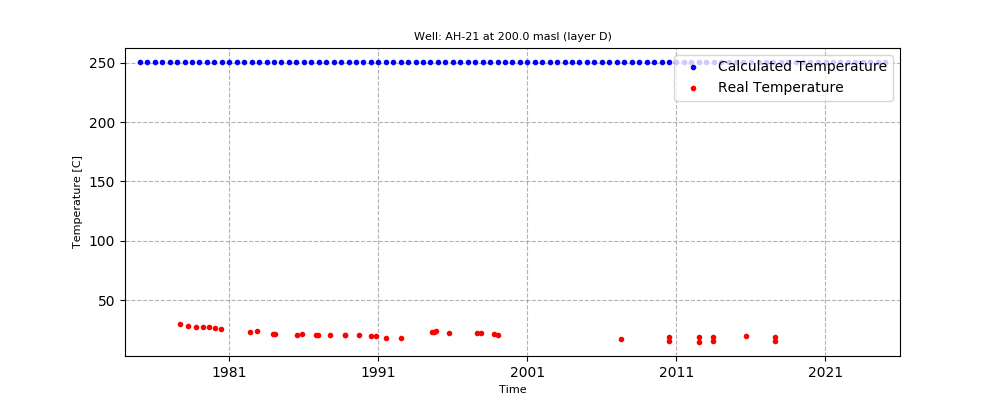 Well: AH-21 at 200.0 masl (layer D)
250
200
150
100
50
Temperature [C]
Calculated Temperature
Real Temperature
1981
1991
2001
2011
2021
Time